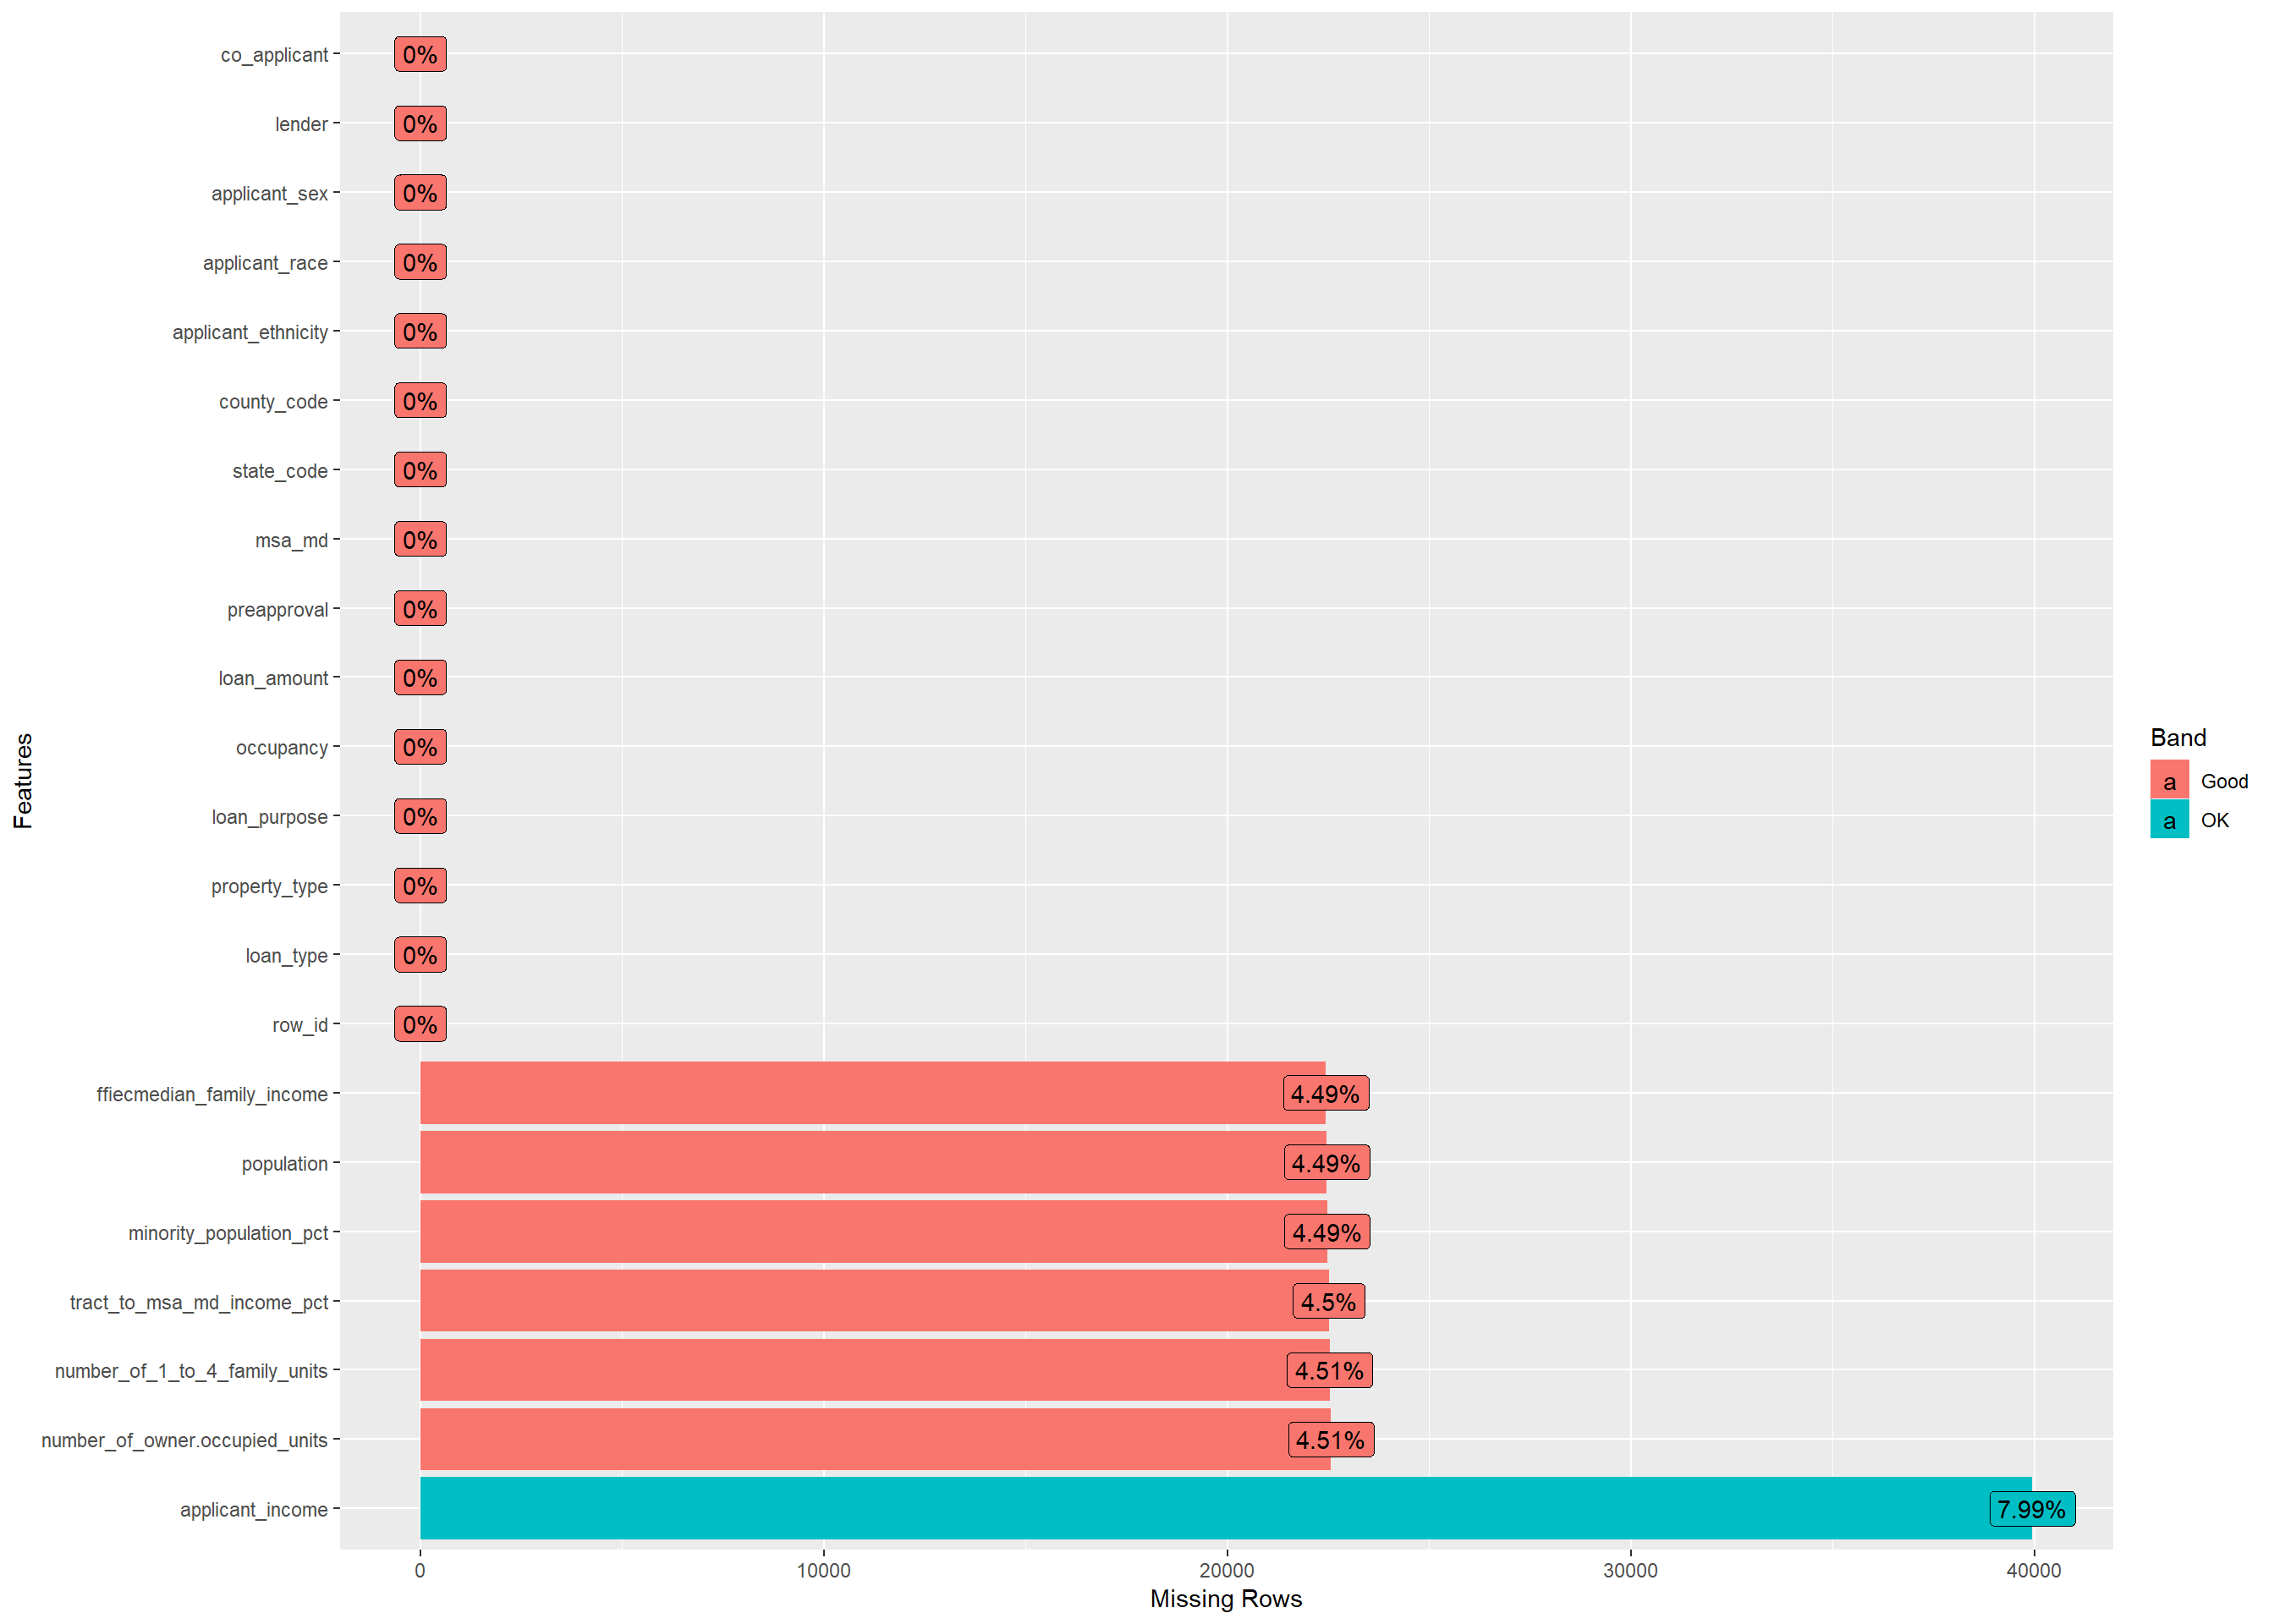 co_applicant 0%
lender 0%
applicant_sex 0%
applicant_race 0%
applicant_ethnicity 0%
county_code 0%
state_code 0%
msa_md 0%
preapproval 0%
loan_amount 0%
occupancy 0%
loan_purpose 0%
property_type 0%
loan_type 0%
row_id 0%
ffiecmedian_family_income 4.49%
population 4.49%
minority_population_pct 4.49%
tract_to_msa_md_income_pct 4.5%
number_of_1_to_4_family_units 4.51%
number_of_owner.occupied_units 4.51%
applicant_income 7.99%
Features
0 10000 20000 30000 40000
Missing Rows
Band
a Good
a OK